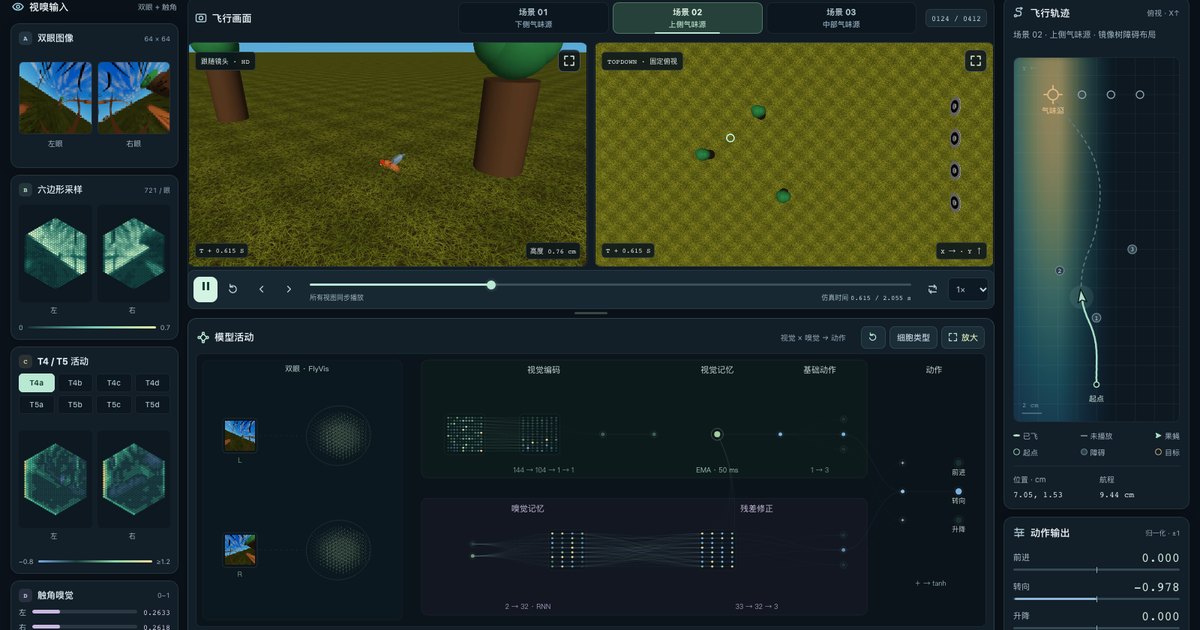 视嗅输入
双眼 + 触角
A 双眼图像 64 × 64
左眼 右眼
B 六边形采样 721 / 眼
左 右
0 0.7
C T4 / T5 活动
T4a T4b T4c T4d
T5a T5b T5c T5d
左 右
−0.8 ≥1.2
D 触角嗅觉 0–1
左 0.2633
右 0.2618
飞行画面
场景 01
下侧气味源
场景 02
上侧气味源
场景 03
中部气味源
0124 / 0412
跟随镜头 · HD
T + 0.615 S
高度 0.76 cm
TOPDOWN · 固定俯视
T + 0.615 S
X → · Y ↑
所有视图同步播放
仿真时间 0.615 / 2.055 s
1×
模型活动
视觉 × 嗅觉 → 动作
细胞类型
放大
双眼 · FlyVis
L
R
视觉编码 视觉记忆 基础动作 动作
144 → 104 → 1 → 1
EMA · 50 ms
1 → 3
嗅觉记忆 残差修正
2 → 32 · RNN
33 → 32 → 3
前进
转向
升降
+ → tanh
飞行轨迹
俯视 · X↑
场景 02 · 上侧气味源 · 镜像树障碍布局
气味源
2
3
1
起点
2 cm
已飞 未播放 果蝇
起点 障碍 目标
位置 · cm 航程
7.05, 1.53 9.44 cm
动作输出 归一化 · ±1
前进 0.000
转向 −0.978
升降 0.000